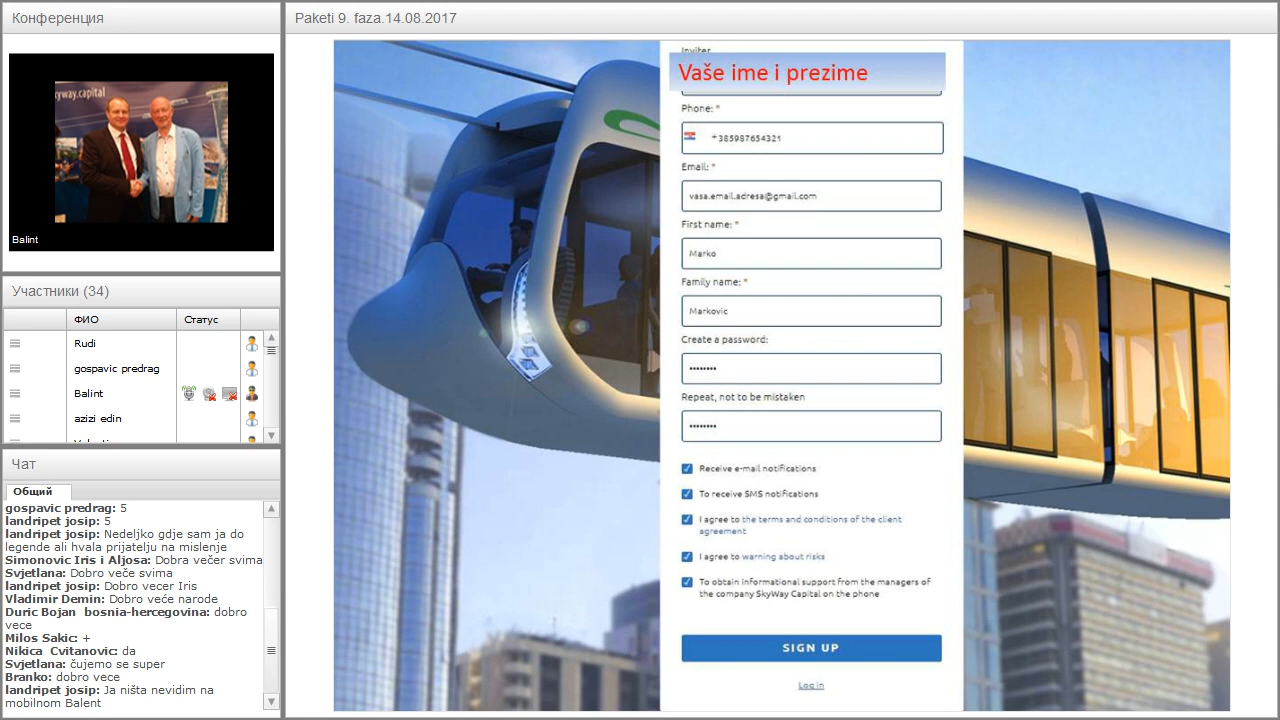 Конференция
skyway.capital
Balint
Участники (34)
ФИО
Статус
Rudi
gospavic predrag
Balint
azizi edin
Чат
Общий
gospavic predrag: 5
landripet josip: 5
landripet josip: Nedeljko gdje sam ja do
legende ali hvala prijatelju na mislenje
Simonovic Iris i Aljosa: Dobra večer svima
Svjetlana: Dobro veče svima
landripet josip: Dobro vecer Iris
Vladimir Demin: Dobro veće narode
Duric Bojan bosnia-hercegovina: dobro
vece
Milos Sakic: +
Nikica Cvitanovic: da
Svjetlana: čujemo se super
Branko: dobro vece
landripet josip: Ja ništa nevidim na
mobilnom Balent
Paketi 9. faza.14.08.2017
Inviter
Vaše ime i prezime
Phone: *
+385987654321
Email: *
vasa.email.adresa@gmail.com
First name: *
Marko
Family name: *
Markovic
Create a password:
••••••••
Repeat, not to be mistaken
••••••••
Receive e-mail notifications
To receive SMS notifications
I agree to the terms and conditions of the client
agreement
I agree to warning about risks
To obtain informational support from the managers of
the company SkyWay Capital on the phone
SIGN UP
Log in